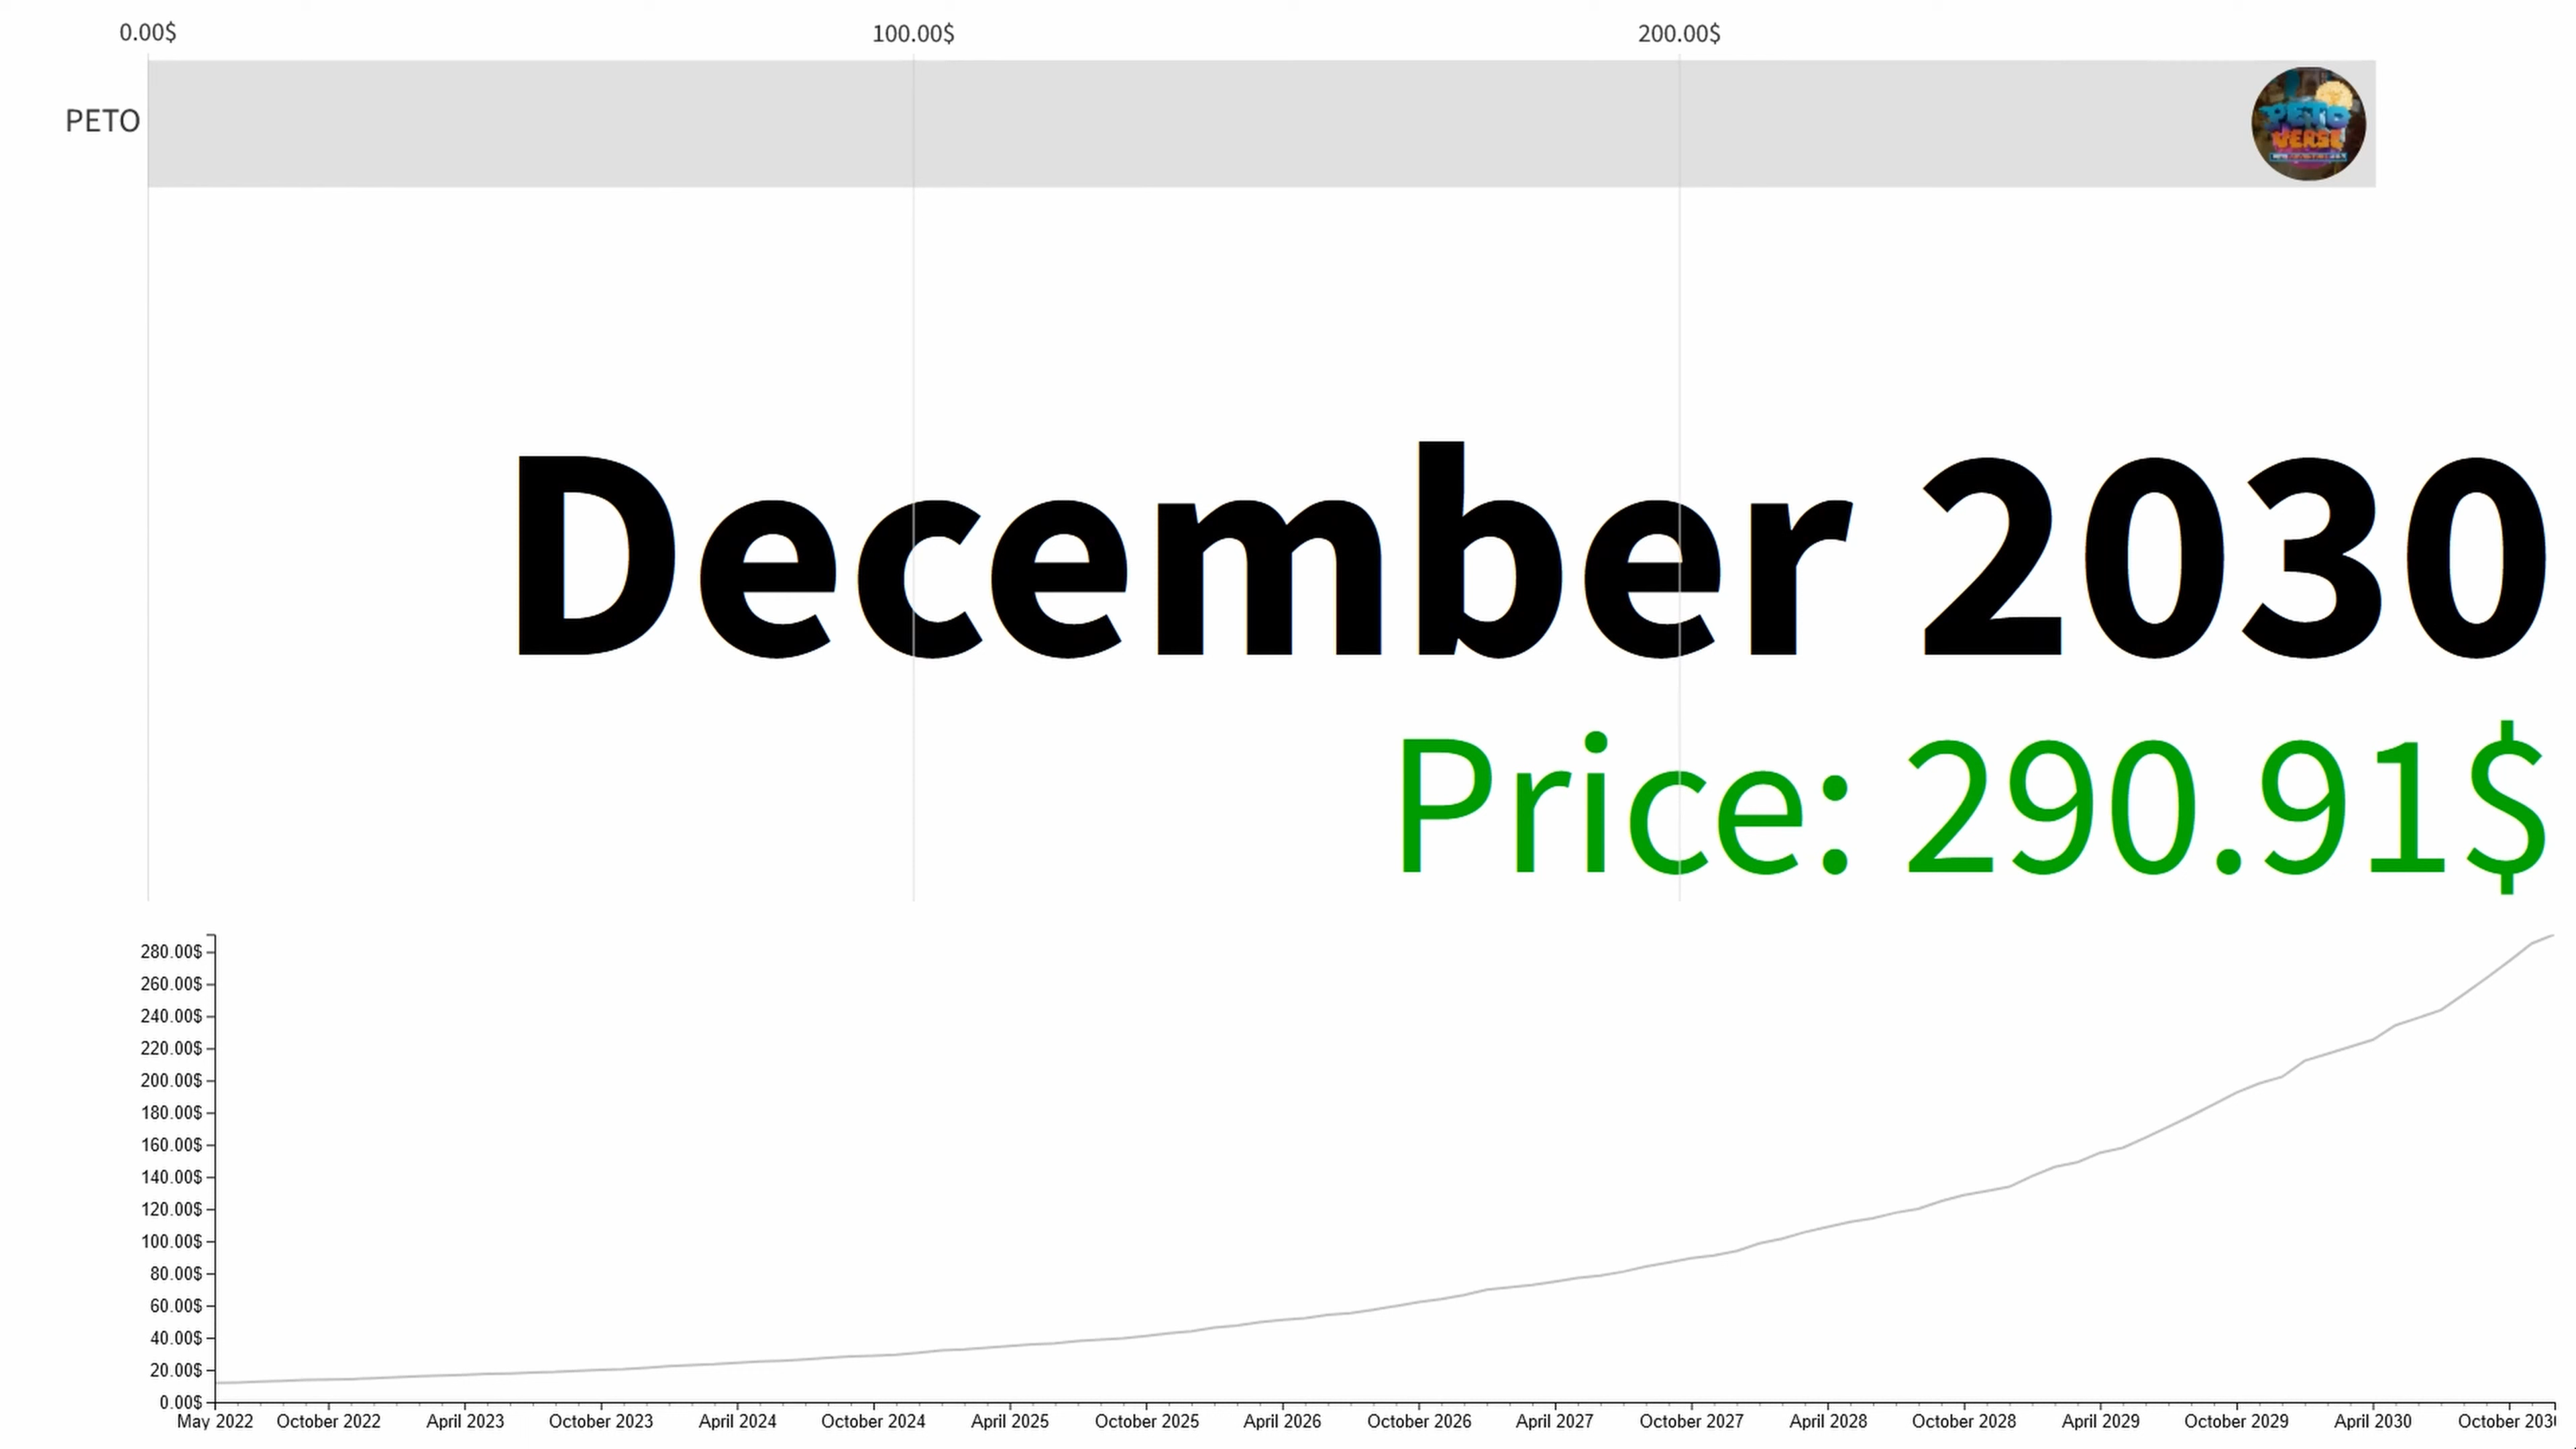 0.00$ 100.00$ 200.00$
PETO
PETO
VERSE
December 2030
Price: 290.91$
280.00$
260.00$
240.00$
220.00$
200.00$
180.00$
160.00$
140.00$
120.00$
100.00$
80.00$
60.00$
40.00$
20.00$
0.00$
May 2022 October 2022 April 2023 October 2023 April 2024 October 2024 April 2025 October 2025 April 2026 October 2026 April 2027 October 2027 April 2028 October 2028 April 2029 October 2029 April 2030 October 2030